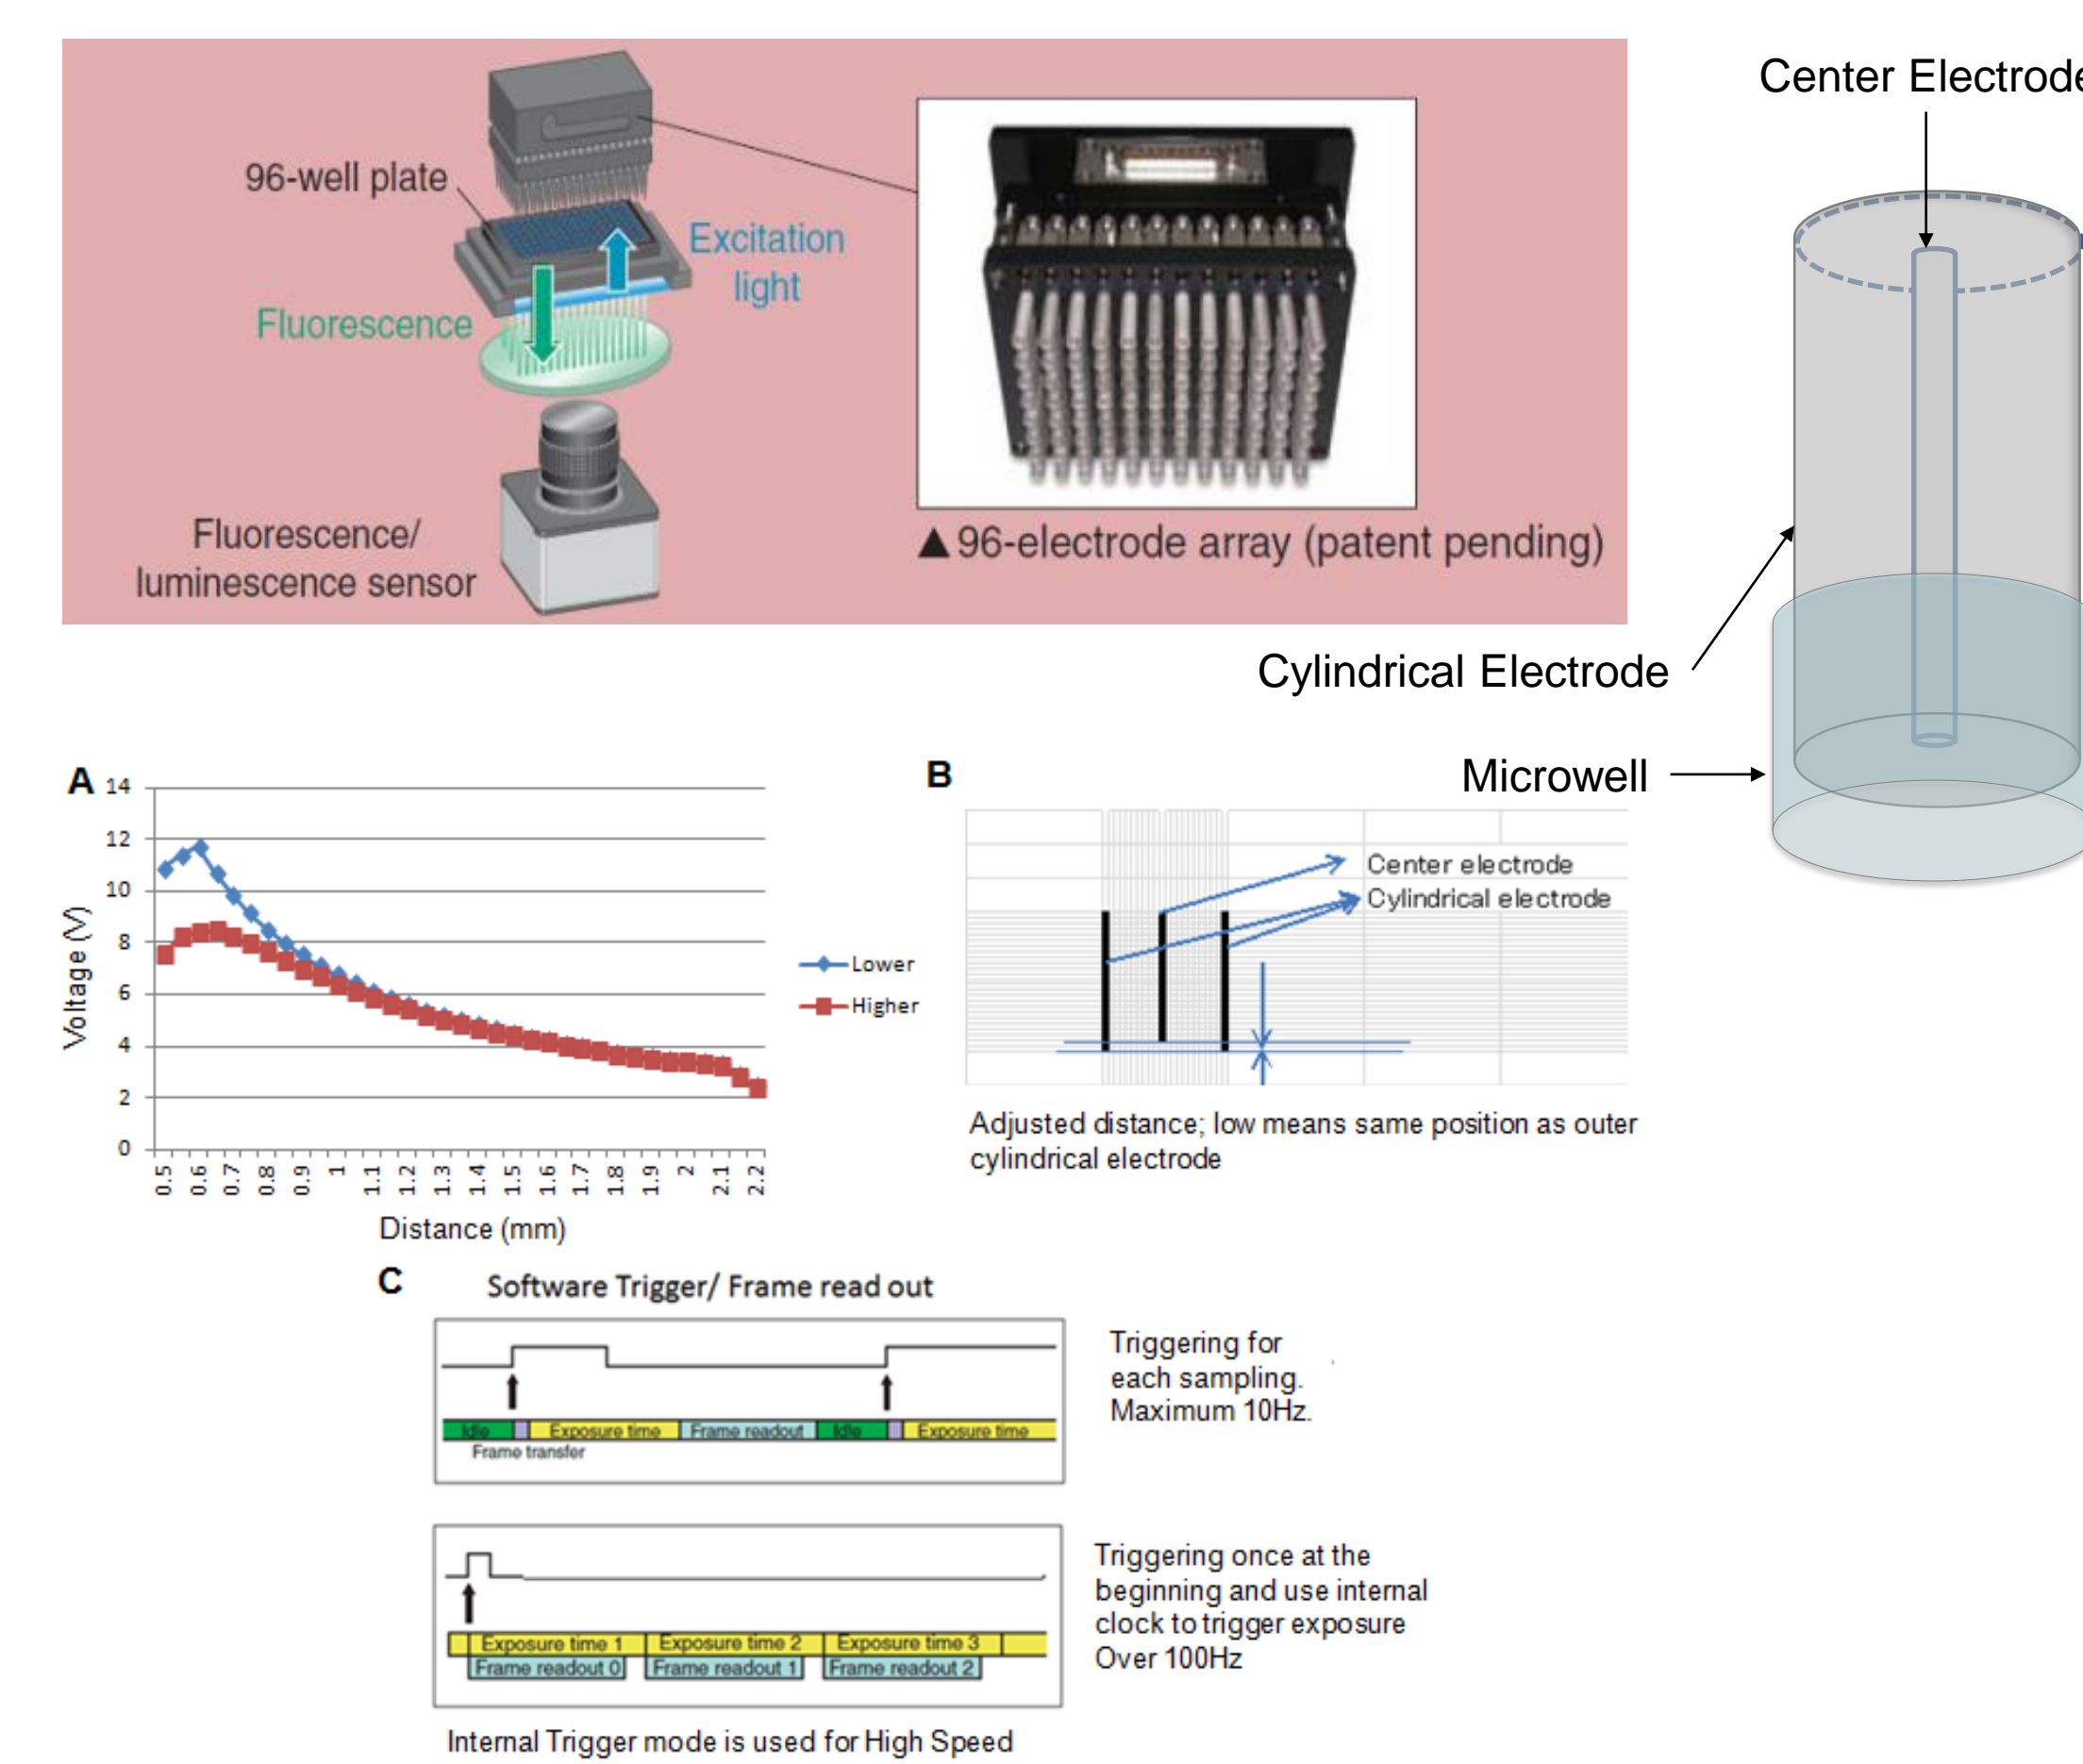 Center Electrode
96-well plate
Excitation
light
Fluorescence
Fluorescence/
luminescence sensor
▲96-electrode array (patent pending)
Cylindrical Electrode
Microwell
A
14
12
10
8
6
4
2
0
Voltage (V)
0.5 0.6 0.7 0.8 0.9 1 1.1 1.2 1.3 1.4 1.5 1.6 1.7 1.8 1.9 2 2.1 2.2
Distance (mm)
Lower
Higher
B
Center electrode
Cylindrical electrode
Adjusted distance; low means same position as outer
cylindrical electrode
C
Software Trigger/ Frame read out
Idle Exposure time Frame readout Idle Exposure time
Frame transfer
Triggering for
each sampling.
Maximum 10Hz.
Exposure time 1 Exposure time 2 Exposure time 3
Frame readout 0 Frame readout 1 Frame readout 2
Triggering once at the
beginning and use internal
clock to trigger exposure
Over 100Hz
Internal Trigger mode is used for High Speed